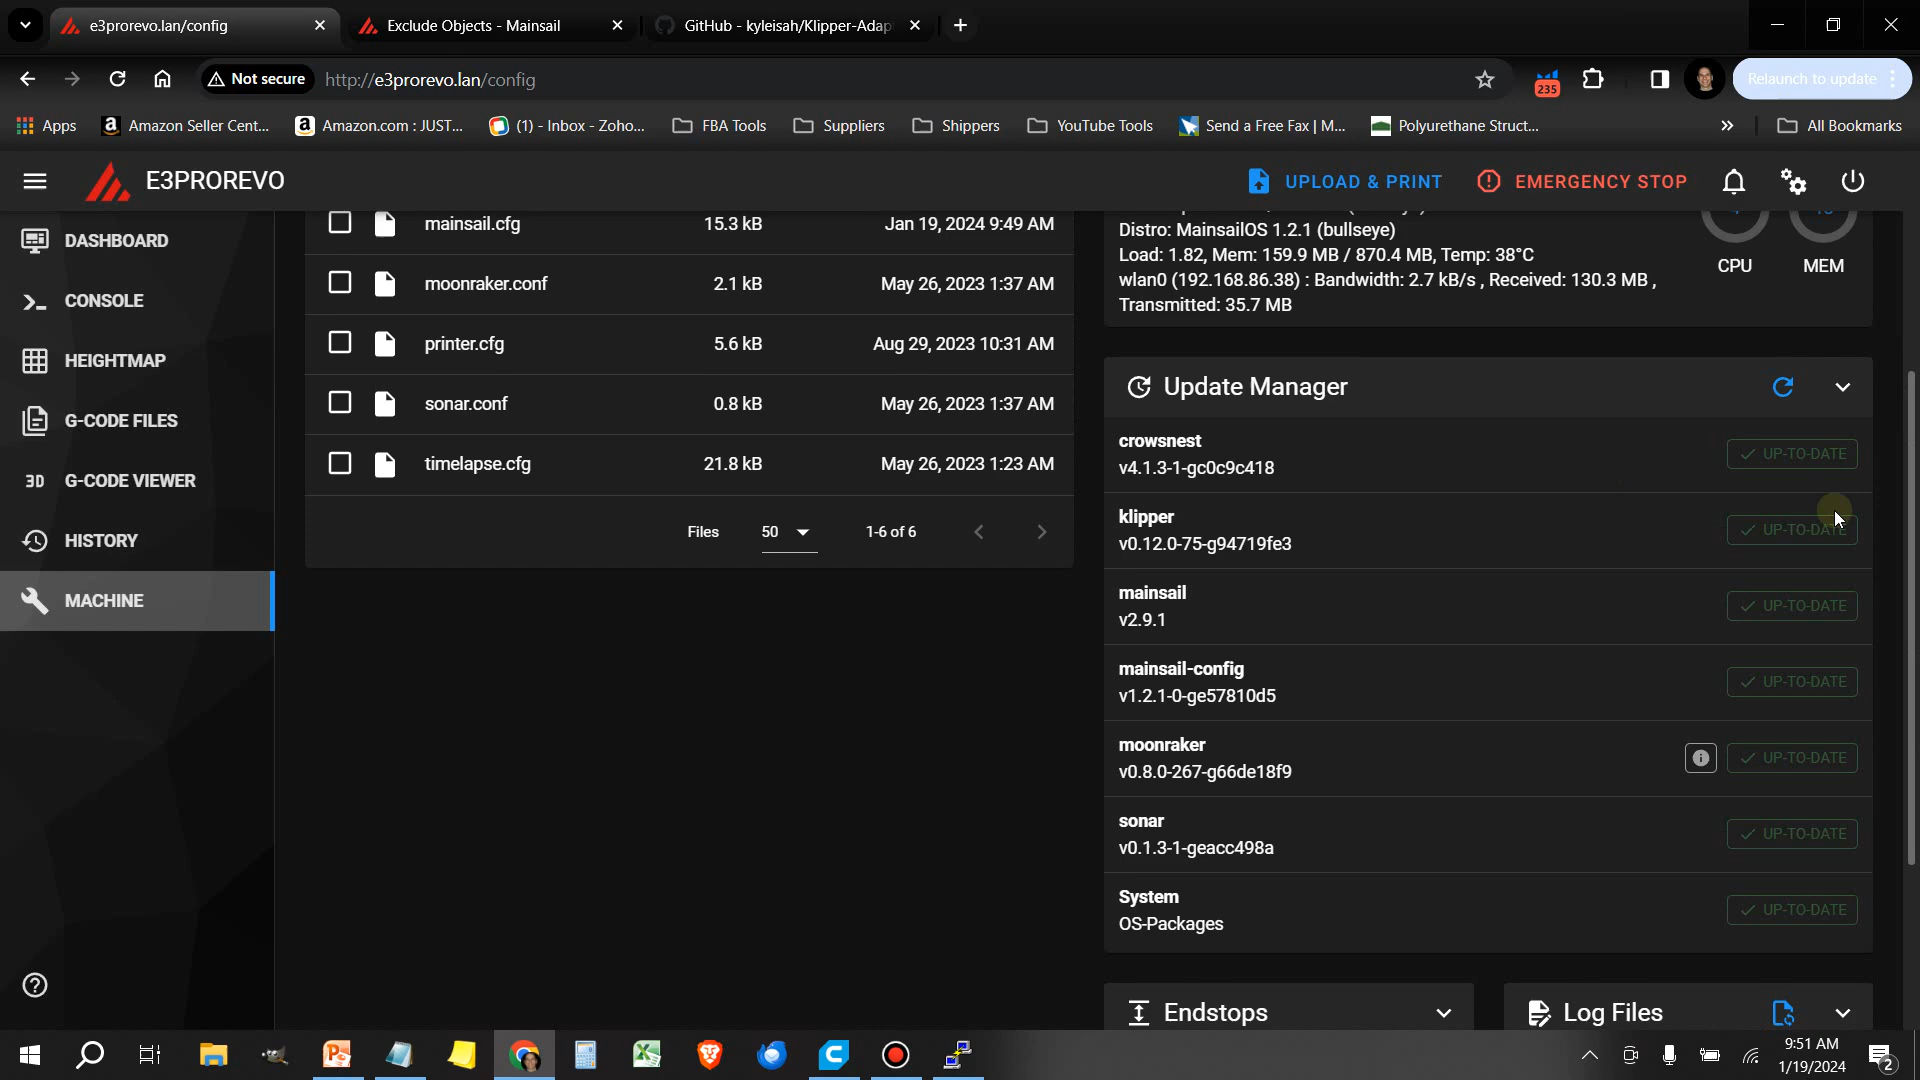 e3prorevo.lan/config
Exclude Objects - Mainsail
GitHub - kyleisah/Klipper-Adap
Not secure
http://e3prorevo.lan/config
235
Relaunch to update
Apps
Amazon Seller Cent...
Amazon.com : JUST...
(1) - Inbox - Zoho...
FBA Tools
Suppliers
Shippers
YouTube Tools
Send a Free Fax | M...
Polyurethane Struct...
»
All Bookmarks
E3PROREVO
UPLOAD & PRINT
EMERGENCY STOP
DASHBOARD
CONSOLE
HEIGHTMAP
G-CODE FILES
3D G-CODE VIEWER
HISTORY
MACHINE
mainsail.cfg 15.3 kB Jan 19, 2024 9:49 AM
moonraker.conf 2.1 kB May 26, 2023 1:37 AM
printer.cfg 5.6 kB Aug 29, 2023 10:31 AM
sonar.conf 0.8 kB May 26, 2023 1:37 AM
timelapse.cfg 21.8 kB May 26, 2023 1:23 AM
Files 50 1-6 of 6
Distro: MainsailOS 1.2.1 (bullseye)
Load: 1.82, Mem: 159.9 MB / 870.4 MB, Temp: 38°C
wlan0 (192.168.86.38) : Bandwidth: 2.7 kB/s , Received: 130.3 MB ,
Transmitted: 35.7 MB
CPU
MEM
Update Manager
crowsnest
v4.1.3-1-gc0c9c418
UP-TO-DATE
klipper
v0.12.0-75-g94719fe3
UP-TO-DATE
mainsail
v2.9.1
UP-TO-DATE
mainsail-config
v1.2.1-0-ge57810d5
UP-TO-DATE
moonraker
v0.8.0-267-g66de18f9
UP-TO-DATE
sonar
v0.1.3-1-geacc498a
UP-TO-DATE
System
OS-Packages
UP-TO-DATE
Endstops
Log Files
9:51 AM
1/19/2024
2